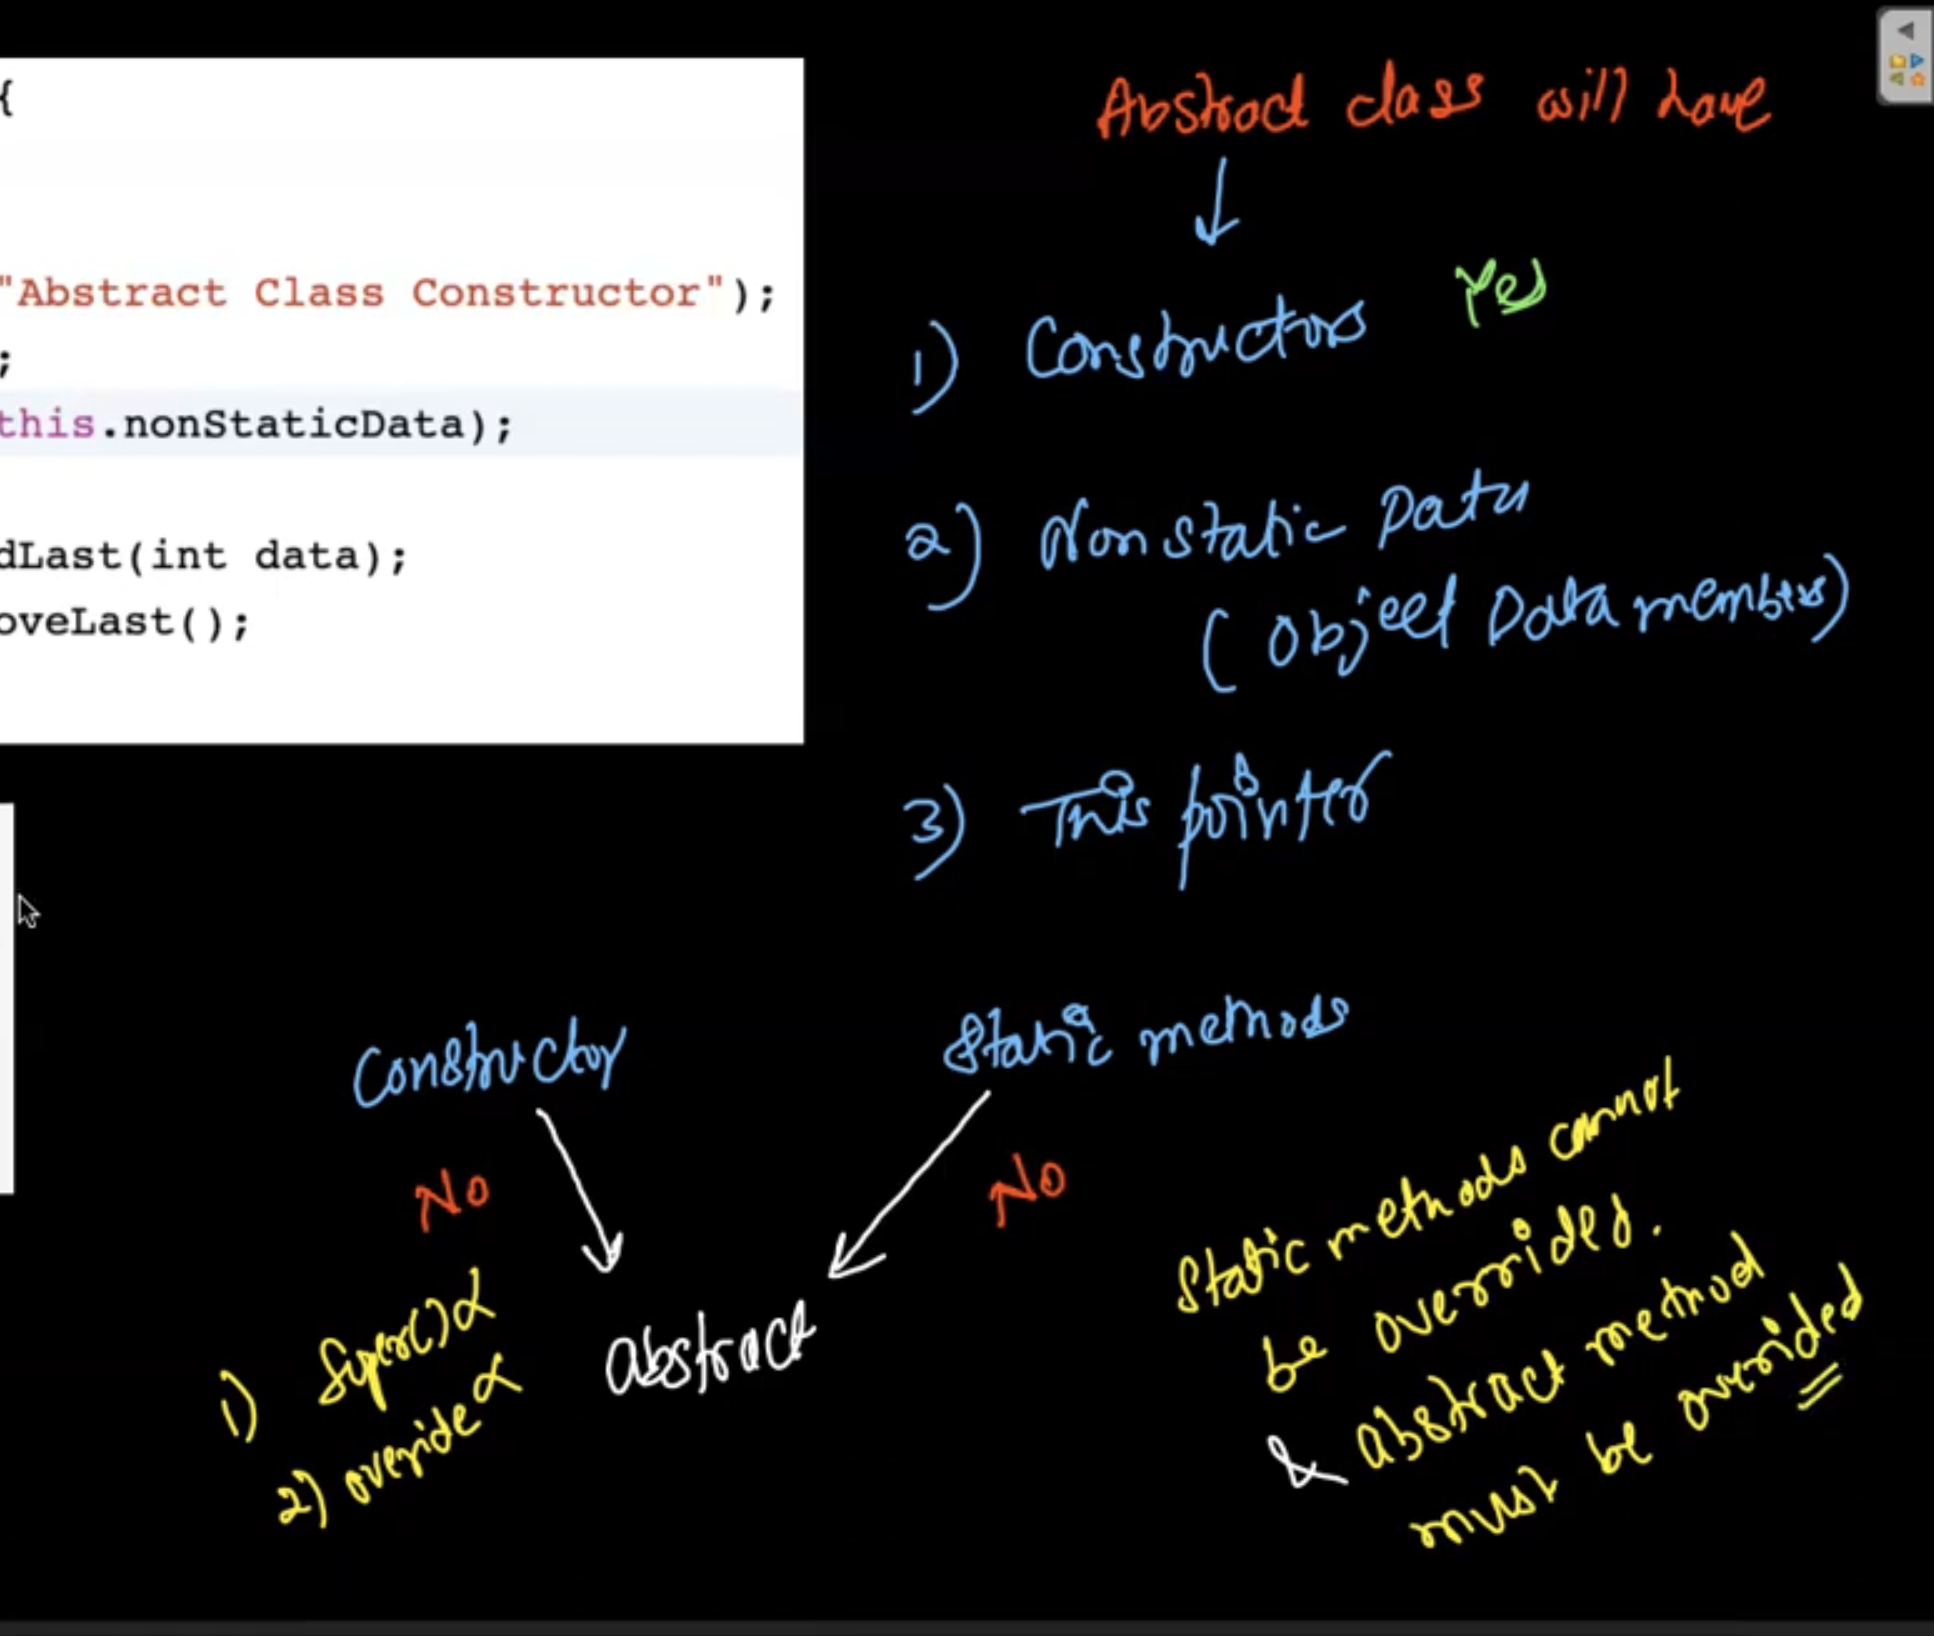 {
"Abstract Class Constructor");
;
this.nonStaticData);
dLast(int data);
oveLast();
Abstract class will have
1) Constructors Yes
2) Non static Data
(Object Data members)
3) This pointer
Constructor
Static methods
No
No
abstract
1) Super()
2) override
Static methods cannot
be overrided.
& abstract method
must be overrided